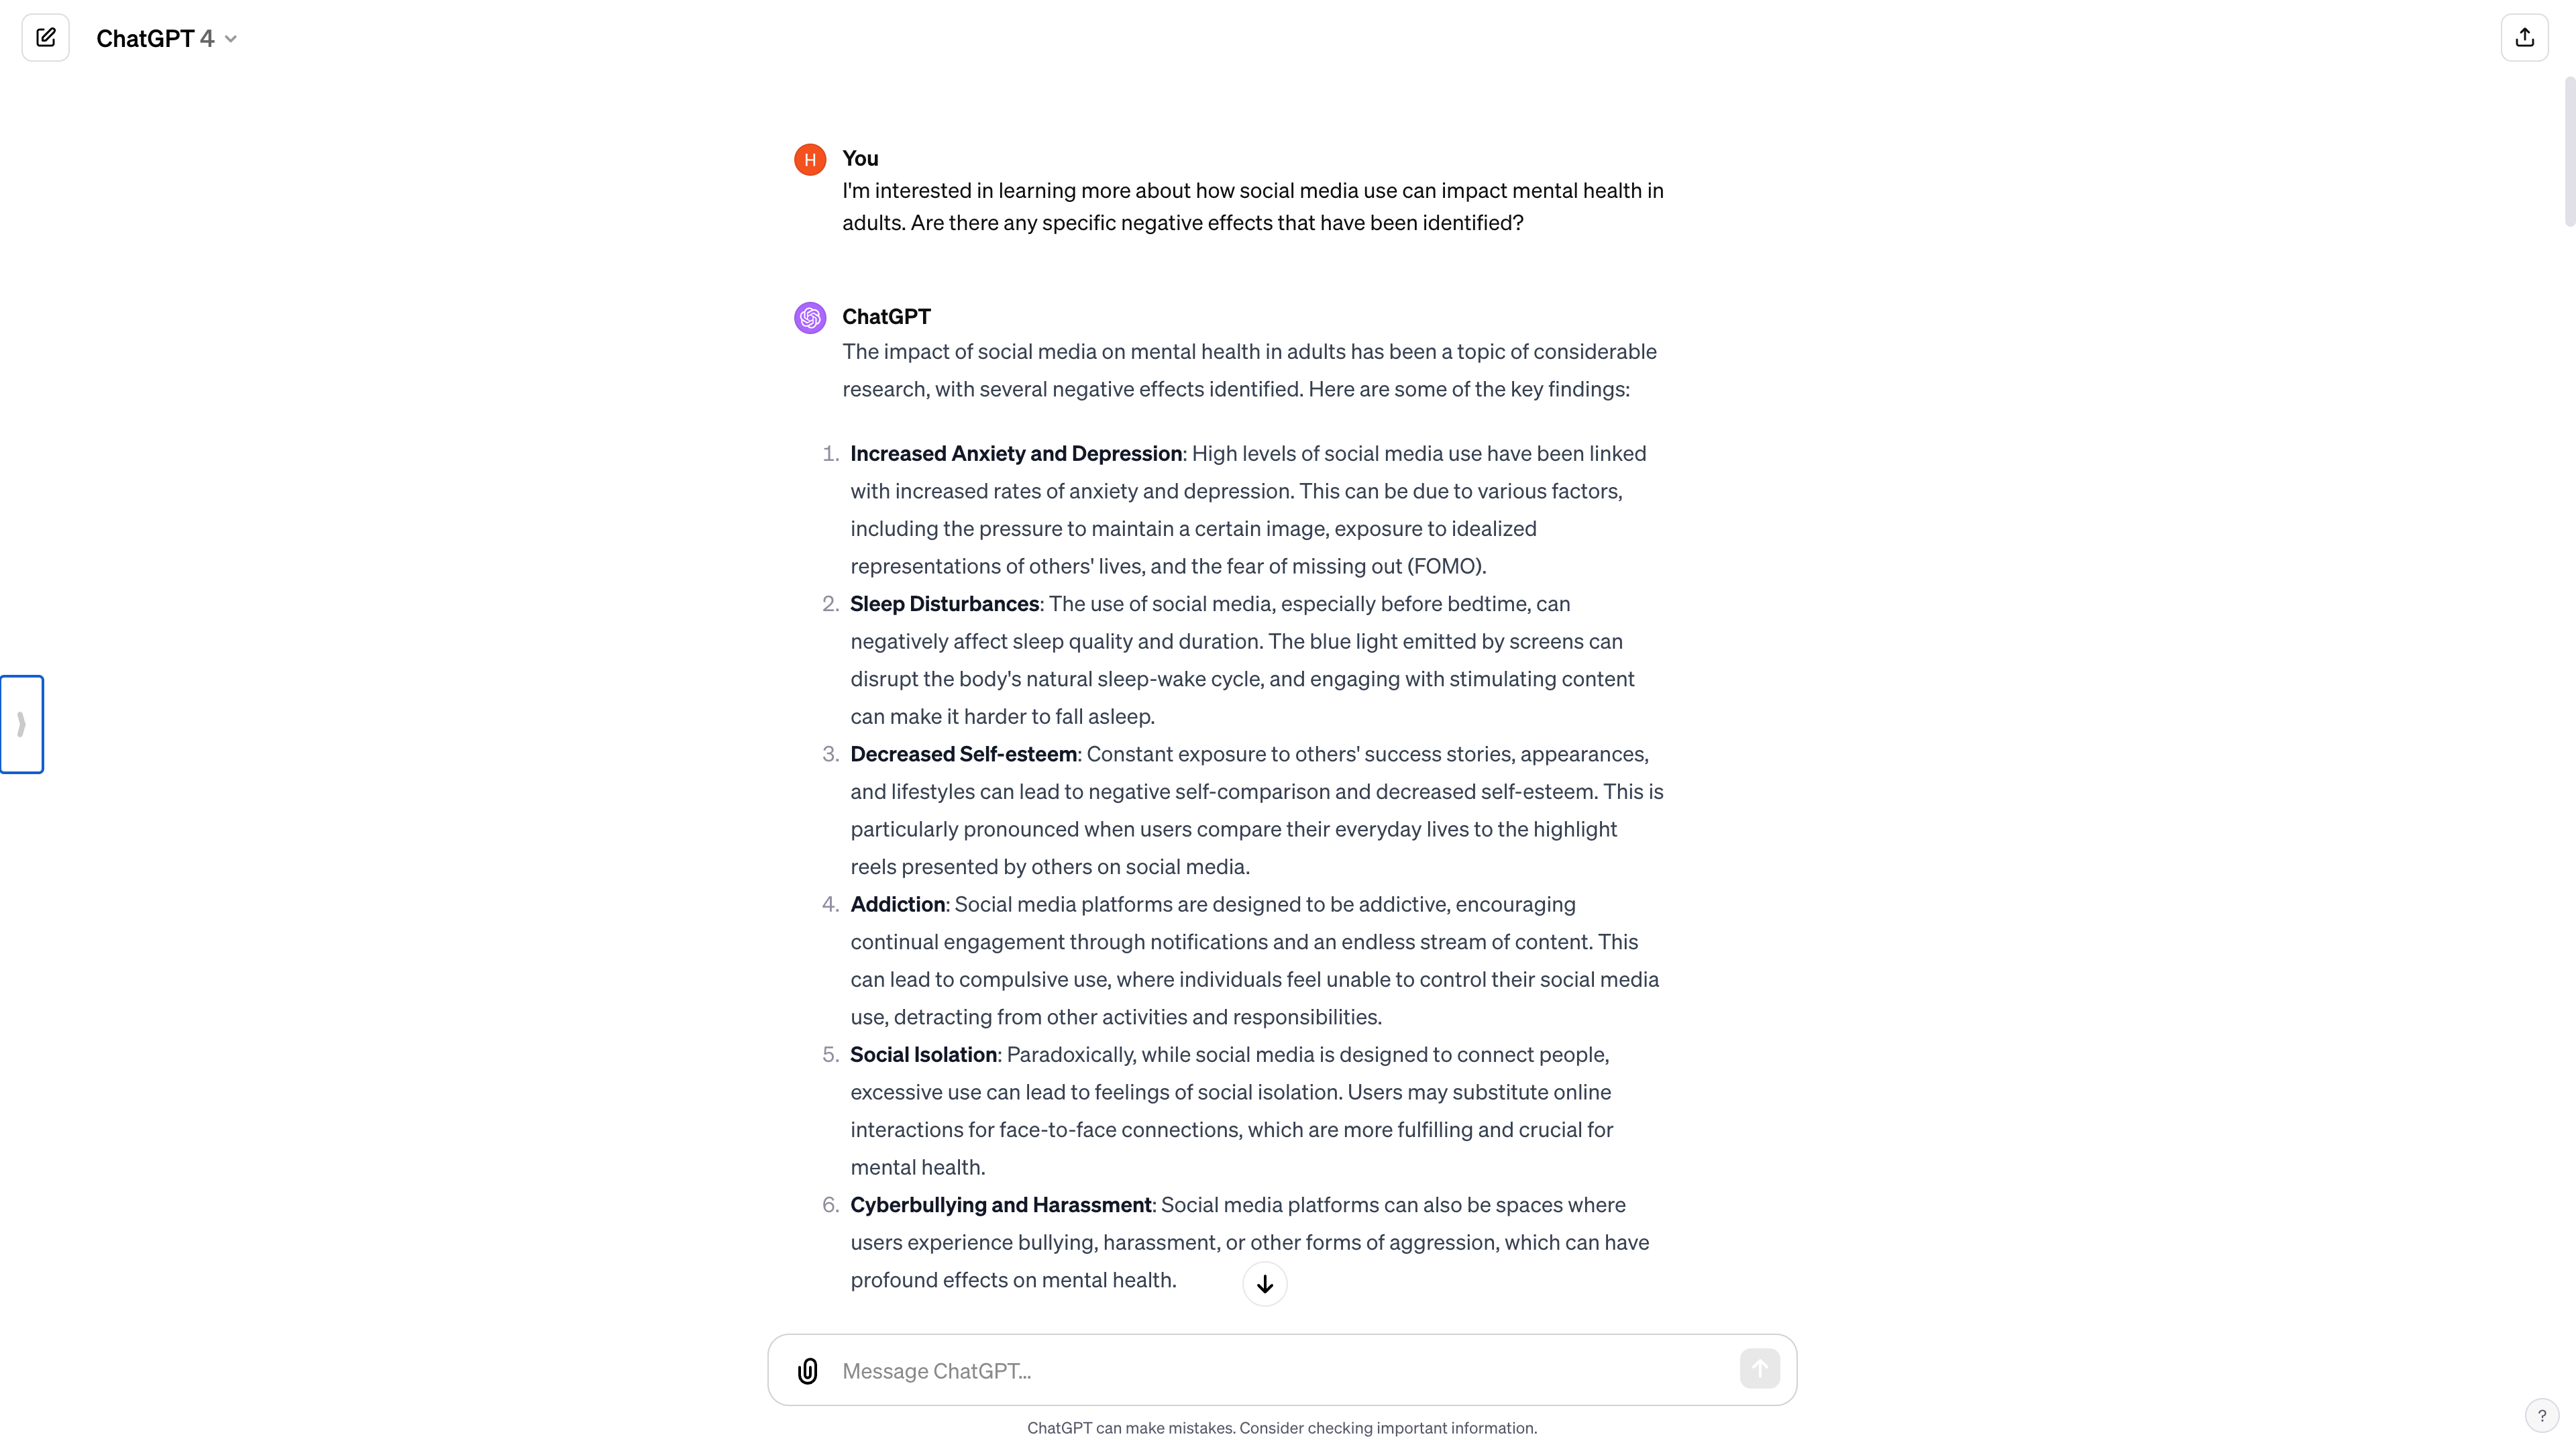 ChatGPT 4
H
You
I'm interested in learning more about how social media use can impact mental health in
adults. Are there any specific negative effects that have been identified?
ChatGPT
The impact of social media on mental health in adults has been a topic of considerable
research, with several negative effects identified. Here are some of the key findings:
1. Increased Anxiety and Depression: High levels of social media use have been linked
with increased rates of anxiety and depression. This can be due to various factors,
including the pressure to maintain a certain image, exposure to idealized
representations of others' lives, and the fear of missing out (FOMO).
2. Sleep Disturbances: The use of social media, especially before bedtime, can
negatively affect sleep quality and duration. The blue light emitted by screens can
disrupt the body's natural sleep-wake cycle, and engaging with stimulating content
can make it harder to fall asleep.
3. Decreased Self-esteem: Constant exposure to others' success stories, appearances,
and lifestyles can lead to negative self-comparison and decreased self-esteem. This is
particularly pronounced when users compare their everyday lives to the highlight
reels presented by others on social media.
4. Addiction: Social media platforms are designed to be addictive, encouraging
continual engagement through notifications and an endless stream of content. This
can lead to compulsive use, where individuals feel unable to control their social media
use, detracting from other activities and responsibilities.
5. Social Isolation: Paradoxically, while social media is designed to connect people,
excessive use can lead to feelings of social isolation. Users may substitute online
interactions for face-to-face connections, which are more fulfilling and crucial for
mental health.
6. Cyberbullying and Harassment: Social media platforms can also be spaces where
users experience bullying, harassment, or other forms of aggression, which can have
profound effects on mental health.
Message ChatGPT...
ChatGPT can make mistakes. Consider checking important information.
?